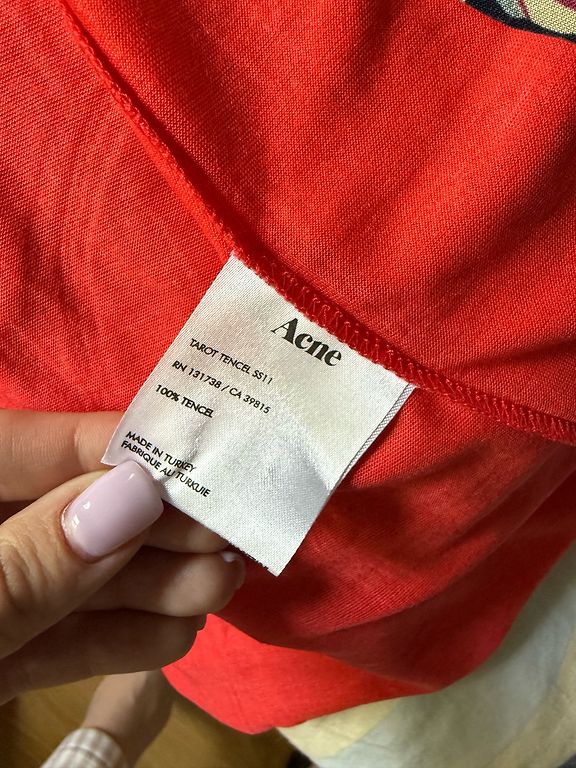 Acne
TAROT TENCEL SS11
RN 131738 / CA 39815
100% TENCEL
MADE IN TURKEY
FABRIQUE AU TURKUIE